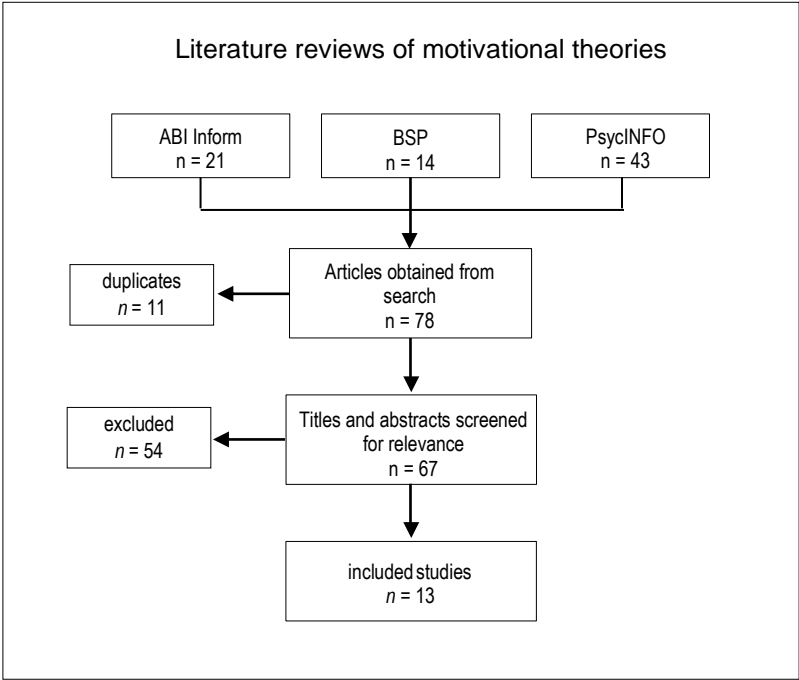 Literature reviews of motivational theories
ABI Inform
n = 21
BSP
n = 14
PsycINFO
n = 43
Articles obtained from
search
n = 78
duplicates
n = 11
Titles and abstracts screened
for relevance
n = 67
excluded
n = 54
included studies
n = 13